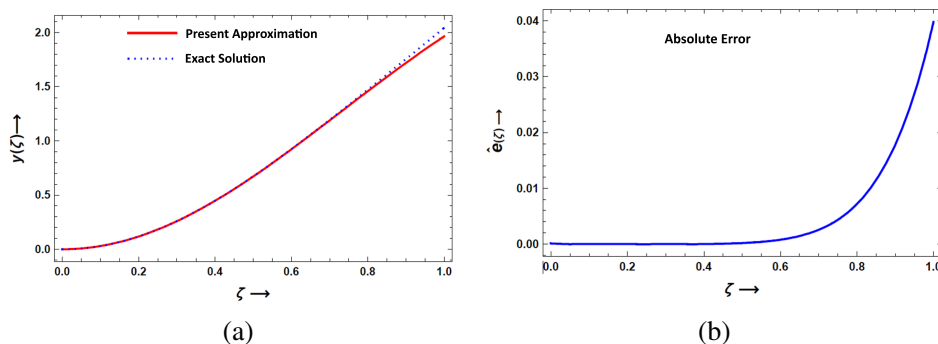 Present Approximation
Exact Solution
y(ζ)→
2.0
1.5
1.0
0.5
0.0
0.0 0.2 0.4 0.6 0.8 1.0
ζ →
(a)
Absolute Error
ê(ζ) →
0.04
0.03
0.02
0.01
0.00
0.0 0.2 0.4 0.6 0.8 1.0
ζ →
(b)